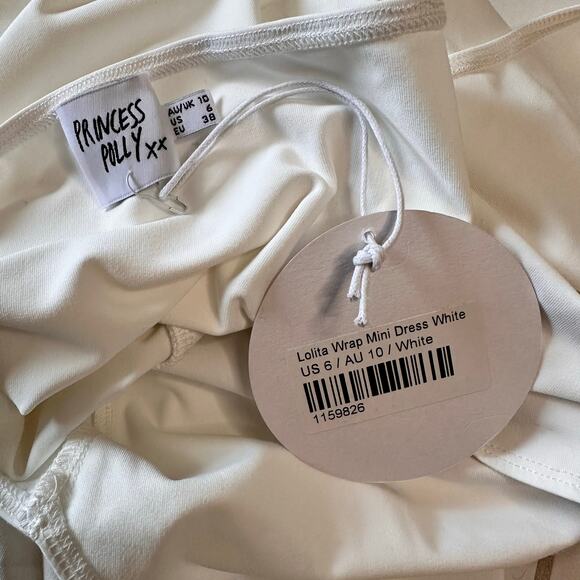 PRINCESS
POLLY xx
AU/UK 10
US 6
EU 38
Lolita Wrap Mini Dress White
US 6 / AU 10 / White
1159826